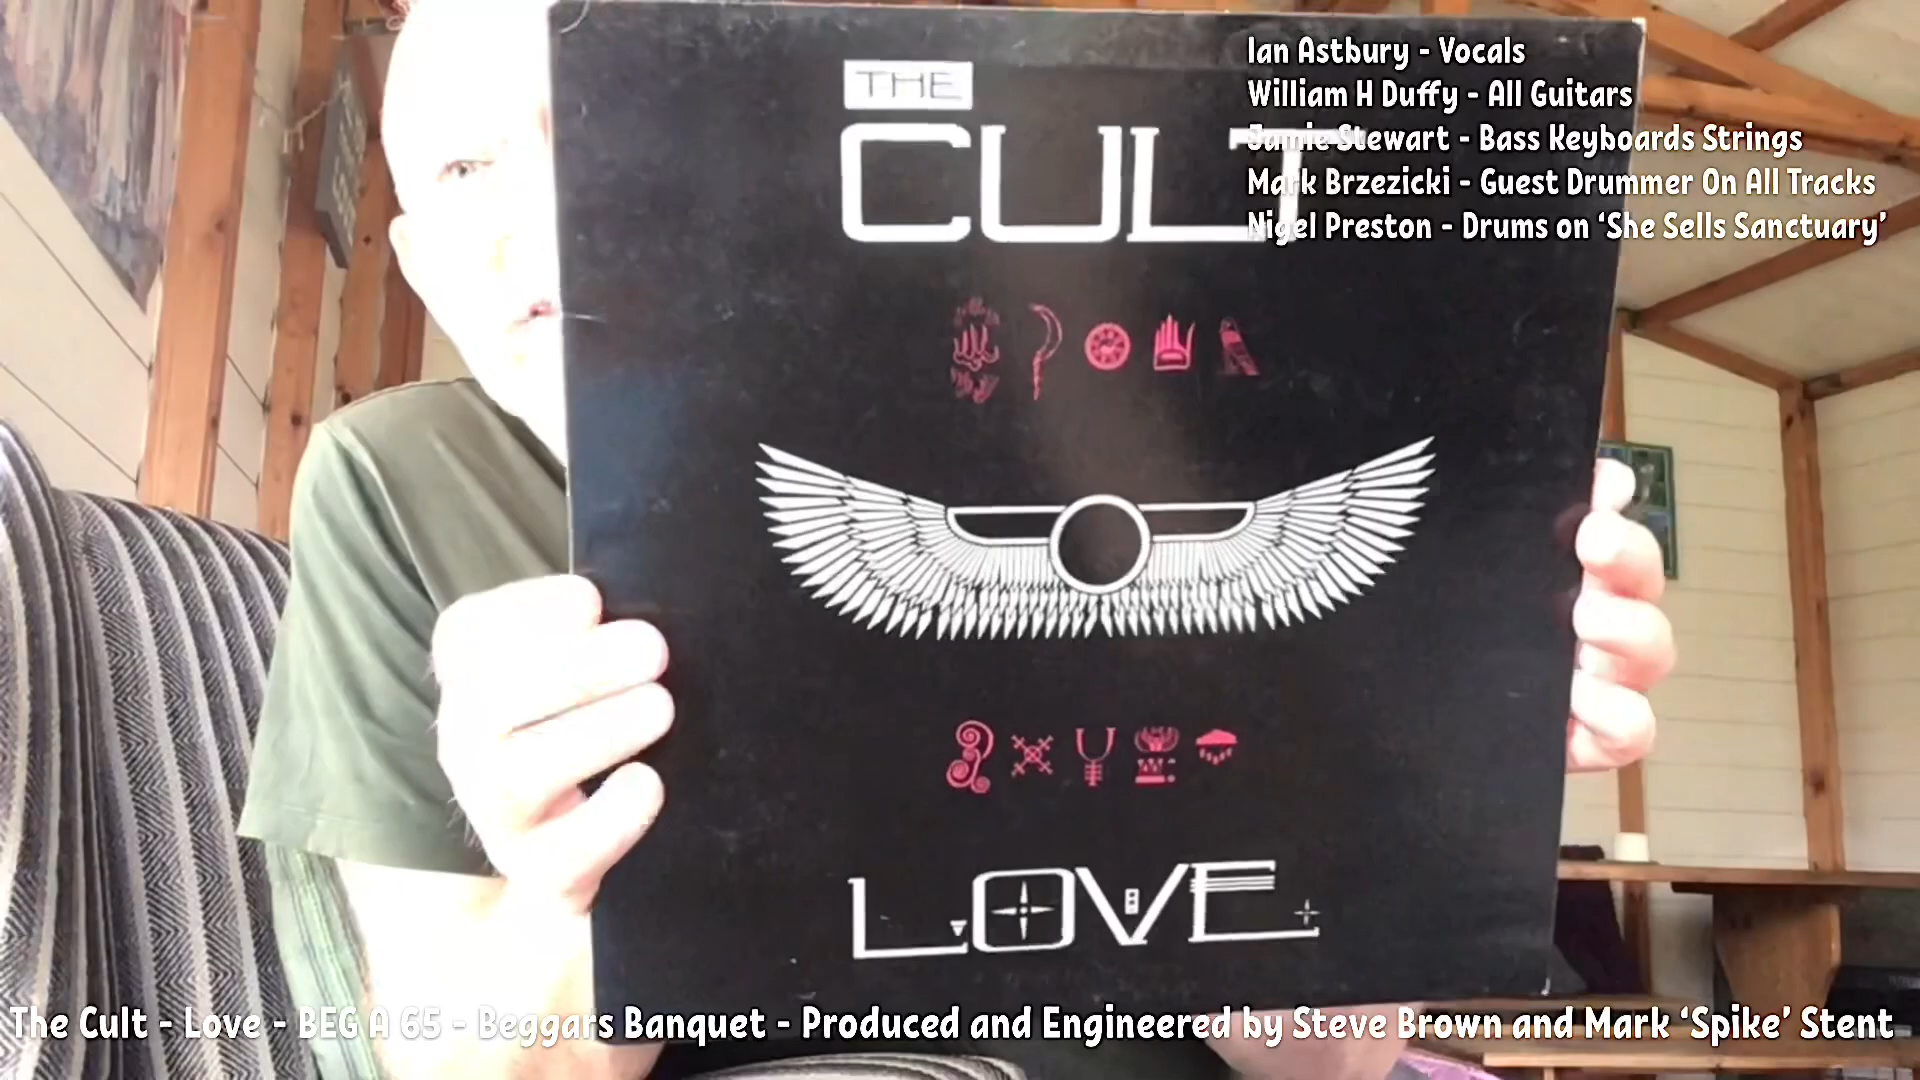 THE
CULT
Ian Astbury - Vocals
William H Duffy - All Guitars
Jamie Stewart - Bass Keyboards Strings
Mark Brzezicki - Guest Drummer On All Tracks
Nigel Preston - Drums on ‘She Sells Sanctuary’
LOVE
The Cult - Love - BEG A 65 - Beggars Banquet - Produced and Engineered by Steve Brown and Mark ‘Spike’ Stent